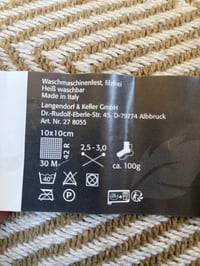 Waschmaschinenfest, filzfrei
Heiß waschbar
Made in Italy
Langendorf & Keller GmbH
Dr.-Rudolf-Eberle-Str. 45, D-79774 Albbruck
Art. Nr. 27 8055
10x10cm
42 R
2,5-3,0
30 M
ca. 100g
40°
P